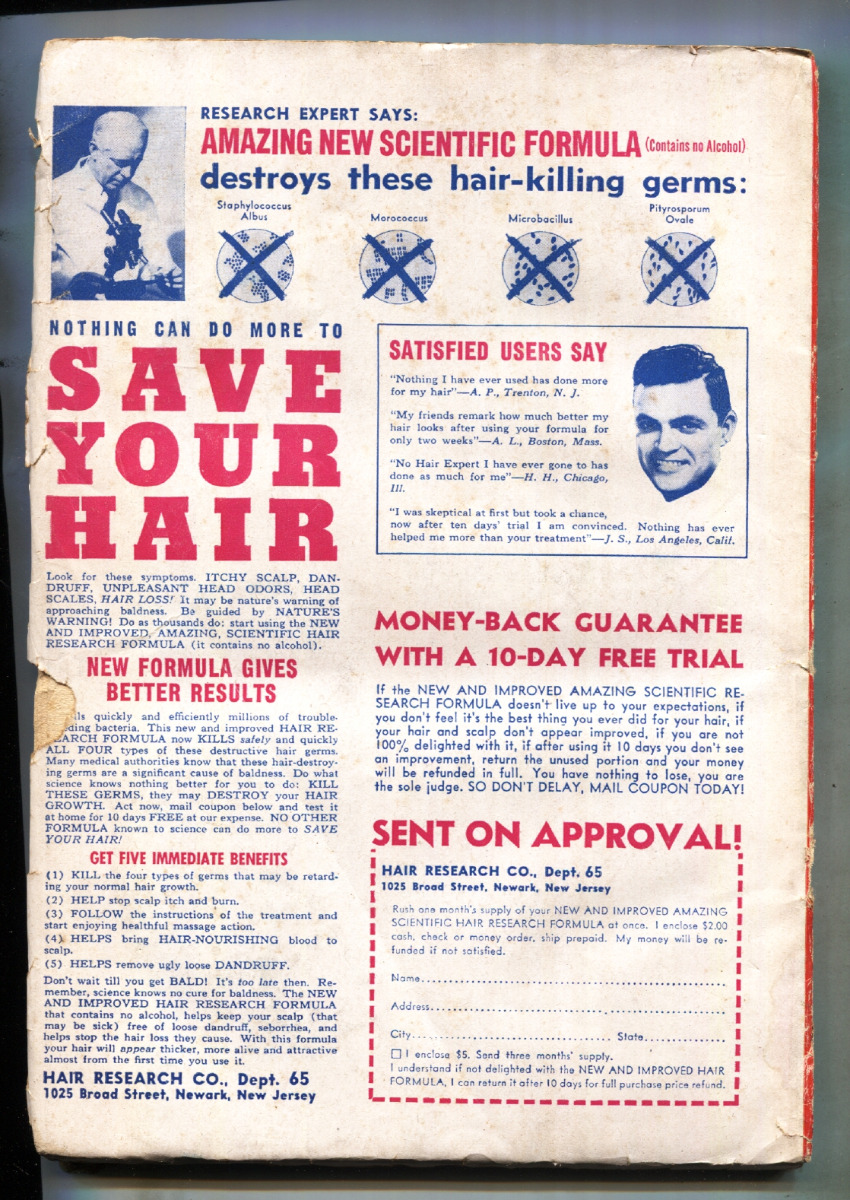 RESEARCH EXPERT SAYS:
AMAZING NEW SCIENTIFIC FORMULA (Contains no Alcohol)
destroys these hair-killing germs:
Staphylococcus
Albus
Morococcus
Microbacillus
Pityrosporum
Ovale
NOTHING CAN DO MORE TO
SAVE
YOUR
HAIR
Look for these symptoms. ITCHY SCALP, DAN-
DRUFF, UNPLEASANT HEAD ODORS, HEAD
SCALES, HAIR LOSS! It may be nature's warning of
approaching baldness. Be guided by NATURE'S
WARNING! Do as thousands do: start using the NEW
AND IMPROVED, AMAZING, SCIENTIFIC HAIR
RESEARCH FORMULA (it contains no alcohol).
NEW FORMULA GIVES
BETTER RESULTS
quickly and efficiently millions of trouble-
bacteria. This new and improved HAIR RE-
SEARCH FORMULA now KILLS safely and quickly
ALL FOUR types of these destructive hair germs.
Many medical authorities know that these hair-destroy-
ing germs are a significant cause of baldness. Do what
science knows nothing better for you to do: KILL
THESE GERMS, they may DESTROY your HAIR
GROWTH. Act now, mail coupon below and test it
at home for 10 days FREE at our expense. NO OTHER
FORMULA known to science can do more to SAVE
YOUR HAIR!
GET FIVE IMMEDIATE BENEFITS
(1) KILL the four types of germs that may be retard-
ing your normal hair growth.
(2) HELP stop scalp itch and burn.
(3) FOLLOW the instructions of the treatment and
start enjoying healthful massage action.
(4) HELPS bring HAIR-NOURISHING blood to
scalp.
(5) HELPS remove ugly loose DANDRUFF.
Don't wait till you get BALD! It's too late then. Re-
member, science knows no cure for baldness. The NEW
AND IMPROVED HAIR RESEARCH FORMULA
that contains no alcohol, helps keep your scalp (that
may be sick) free of loose dandruff, seborrhea, and
helps stop the hair loss they cause. With this formula
your hair will appear thicker, more alive and attractive
almost from the first time you use it.
HAIR RESEARCH CO., Dept. 65
1025 Broad Street, Newark, New Jersey
SATISFIED USERS SAY
"Nothing I have ever used has done more
for my hair"—A. P., Trenton, N. J.
"My friends remark how much better my
hair looks after using your formula for
only two weeks"—A. L., Boston, Mass.
"No Hair Expert I have ever gone to has
done as much for me"—H. H., Chicago,
Ill.
"I was skeptical at first but took a chance,
now after ten days' trial I am convinced. Nothing has ever
helped me more than your treatment"—J. S., Los Angeles, Calif.
MONEY-BACK GUARANTEE
WITH A 10-DAY FREE TRIAL
If the NEW AND IMPROVED AMAZING SCIENTIFIC RE-
SEARCH FORMULA doesn't live up to your expectations, if
you don't feel it's the best thing you ever did for your hair, if
your hair and scalp don't appear improved, if you are not
100% delighted with it, if after using it 10 days you don't see
an improvement, return the unused portion and your money
will be refunded in full. You have nothing to lose, you are
the sole judge. SO DON'T DELAY, MAIL COUPON TODAY!
SENT ON APPROVAL!
HAIR RESEARCH CO., Dept. 65
1025 Broad Street, Newark, New Jersey
Rush one month's supply of your NEW AND IMPROVED AMAZING
SCIENTIFIC HAIR RESEARCH FORMULA at once. I enclose $2.00
cash, check or money order, ship prepaid. My money will be re-
funded if not satisfied.
Name
Address
City State
I enclose $5. Send three months' supply.
I understand if not delighted with the NEW AND IMPROVED HAIR
FORMULA, I can return it after 10 days for full purchase price refund.